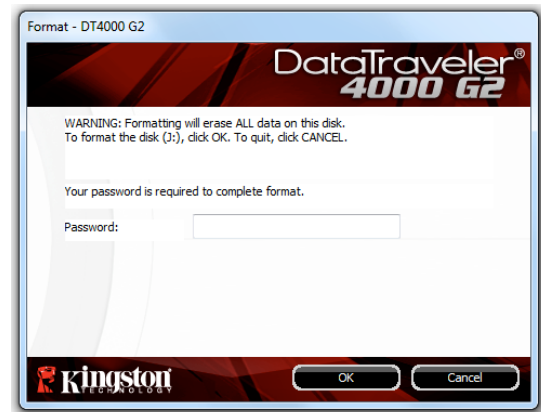 Format - DT4000 G2
DataTraveler®
4000 G2
WARNING: Formatting will erase ALL data on this disk.
To format the disk (J:), click OK. To quit, click CANCEL.
Your password is required to complete format.
Password:
Kingston
TECHNOLOGY
OK
Cancel